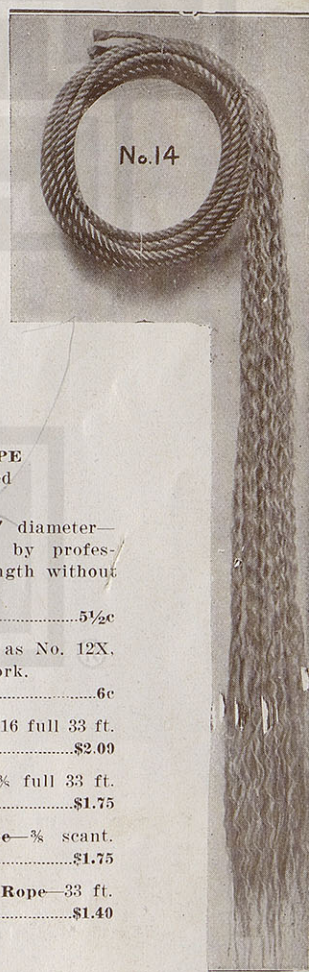 No.14
PE
d
" diameter—
by profes-
ngth without
5½c
as No. 12X,
ork.
6c
16 full 33 ft.
$2.09
⅜ full 33 ft.
$1.75
e—⅜ scant.
$1.75
Rope—33 ft.
$1.40
®